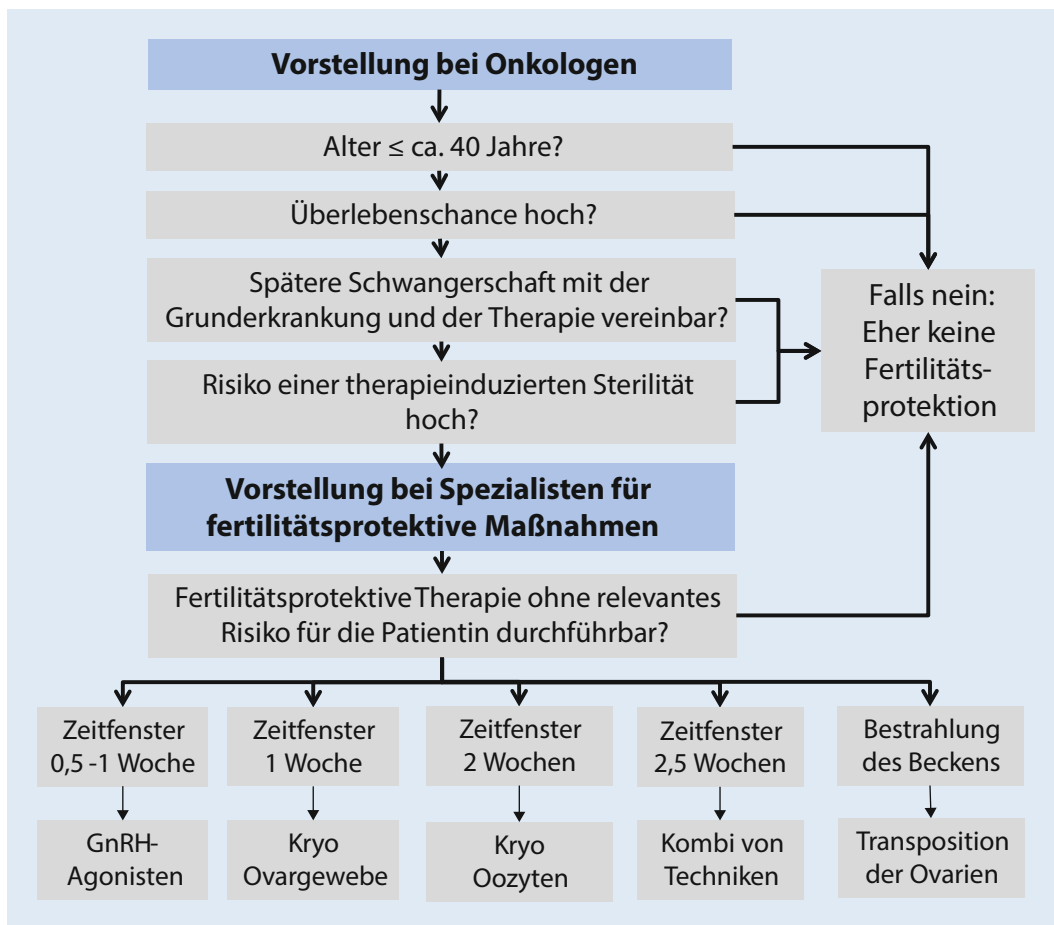 Vorstellung bei Onkologen
Alter ≤ ca. 40 Jahre?
Überlebenschance hoch?
Spätere Schwangerschaft mit der
Grunderkrankung und der Therapie vereinbar?
Risiko einer therapieinduzierten Sterilität
hoch?
Falls nein:
Eher keine
Fertilitäts-
protektion
Vorstellung bei Spezialisten für
fertilitätsprotektive Maßnahmen
Fertilitätsprotektive Therapie ohne relevantes
Risiko für die Patientin durchführbar?
Zeitfenster
0,5 -1 Woche
Zeitfenster
1 Woche
Zeitfenster
2 Wochen
Zeitfenster
2,5 Wochen
Bestrahlung
des Beckens
GnRH-
Agonisten
Kryo
Ovargewebe
Kryo
Oozyten
Kombi von
Techniken
Transposition
der Ovarien